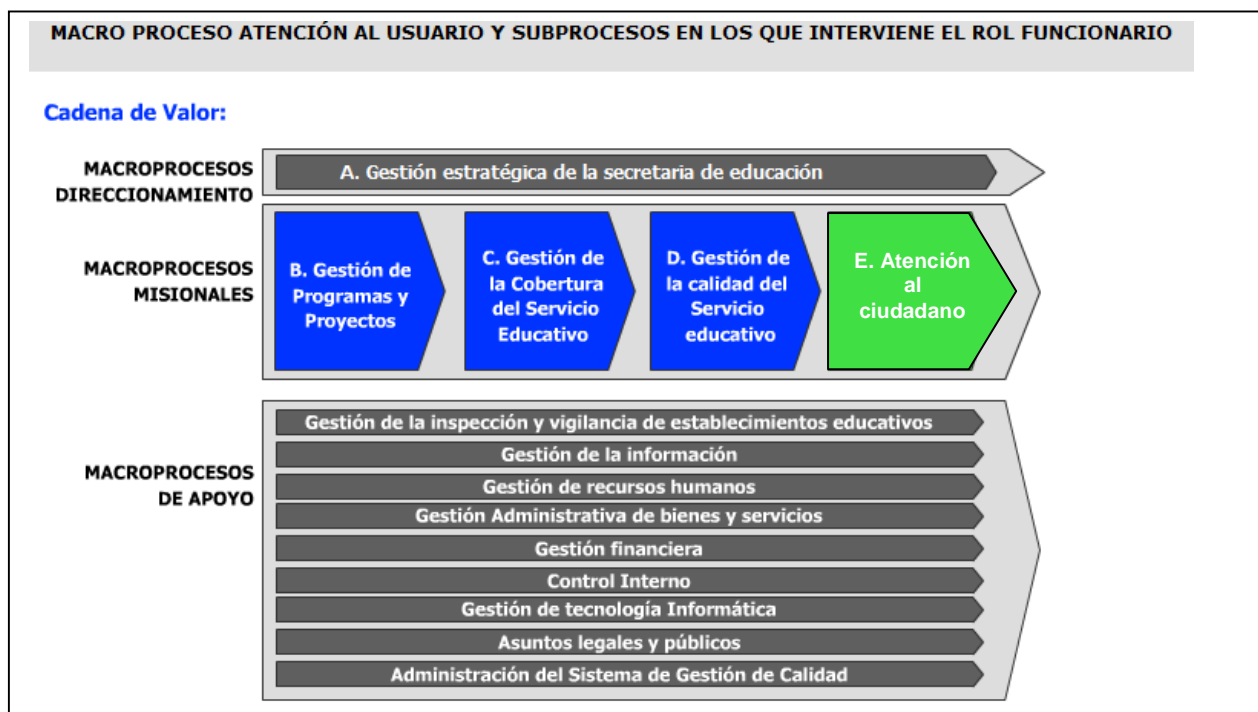 MACRO PROCESO ATENCIÓN AL USUARIO Y SUBPROCESOS EN LOS QUE INTERVIENE EL ROL FUNCIONARIO
Cadena de Valor:
MACROPROCESOS
DIRECCIONAMIENTO
A. Gestión estratégica de la secretaria de educación
MACROPROCESOS
MISIONALES
B. Gestión de
Programas y
Proyectos
C. Gestión de
la Cobertura
del Servicio
Educativo
D. Gestión de
la calidad del
Servicio
educativo
E. Atención
al
ciudadano
MACROPROCESOS
DE APOYO
Gestión de la inspección y vigilancia de establecimientos educativos
Gestión de la información
Gestión de recursos humanos
Gestión Administrativa de bienes y servicios
Gestión financiera
Control Interno
Gestión de tecnología Informática
Asuntos legales y públicos
Administración del Sistema de Gestión de Calidad